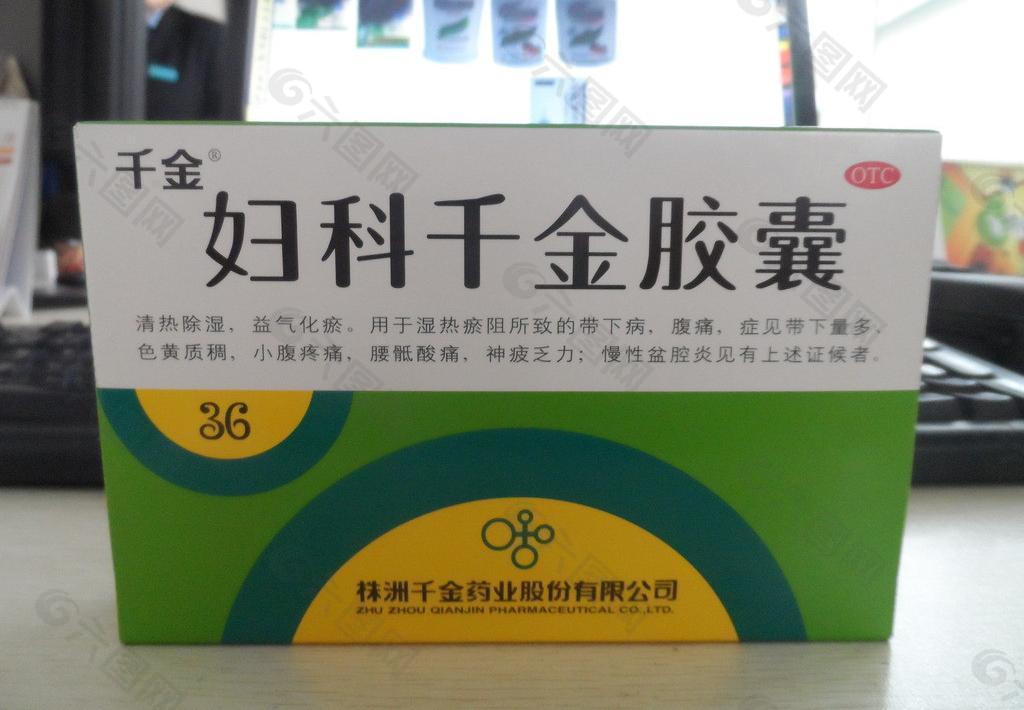 千金®
OTC
妇科千金胶囊
清热除湿，益气化瘀。用于湿热瘀阻所致的带下病，腹痛，症见带下量多、
色黄质稠，小腹疼痛，腰骶酸痛，神疲乏力；慢性盆腔炎见有上述证候者。
36
株洲千金药业股份有限公司
ZHU ZHOU QIANJIN PHARMACEUTICAL CO.,LTD.
六图网